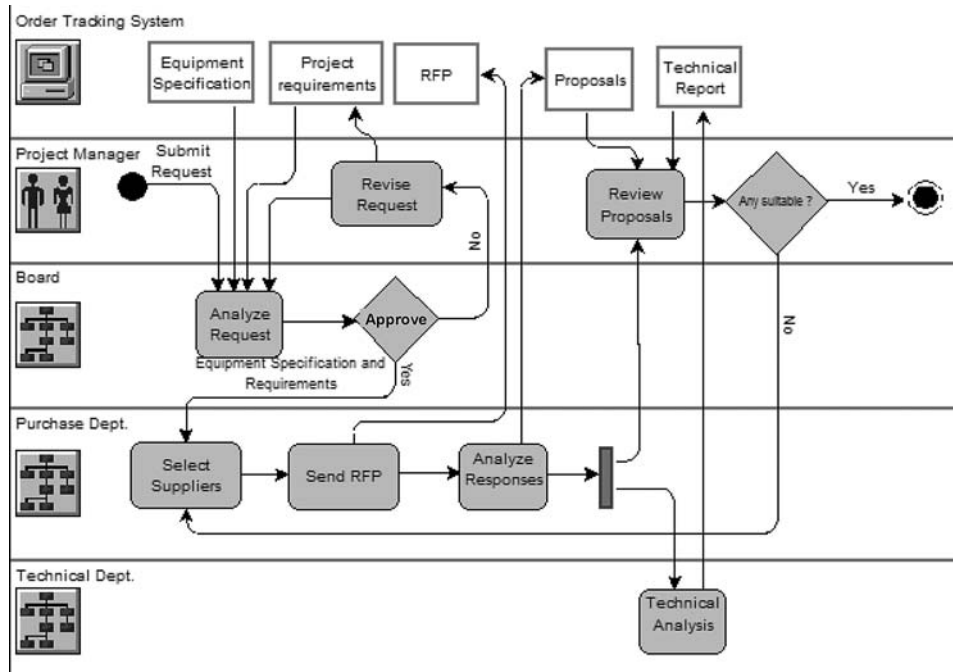 Order Tracking System
Equipment
Specification
Project
requirements
RFP
Proposals
Technical
Report
Project Manager
Submit
Request
Revise
Request
Review
Proposals
Any suitable ?
Yes
No
Board
Analyze
Request
Approve
No
Equipment Specification and
Requirements
Yes
Purchase Dept.
Select
Suppliers
Send RFP
Analyze
Responses
Technical Dept.
Technical
Analysis